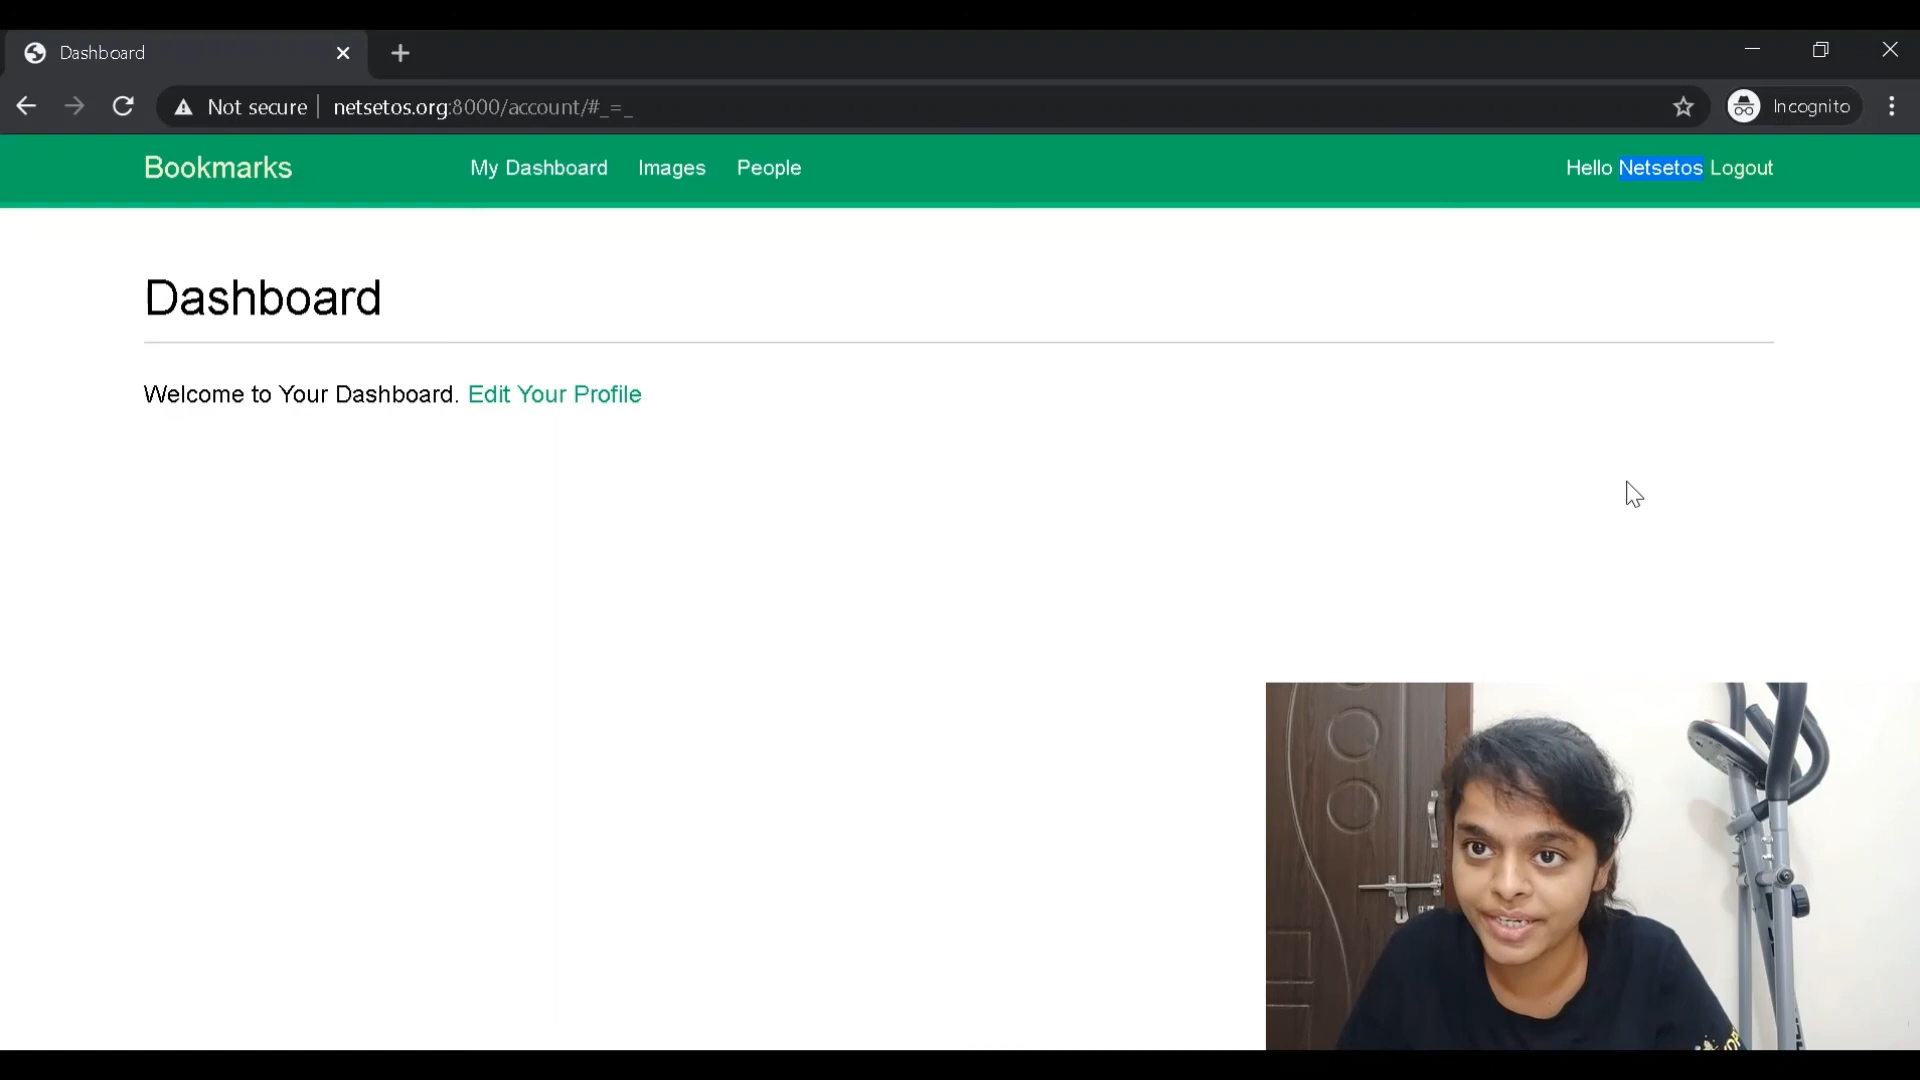 Dashboard
Not secure netsetos.org:8000/account/#_=_ Incognito
Bookmarks My Dashboard Images People Hello Netsetos Logout
Dashboard
Welcome to Your Dashboard. Edit Your Profile